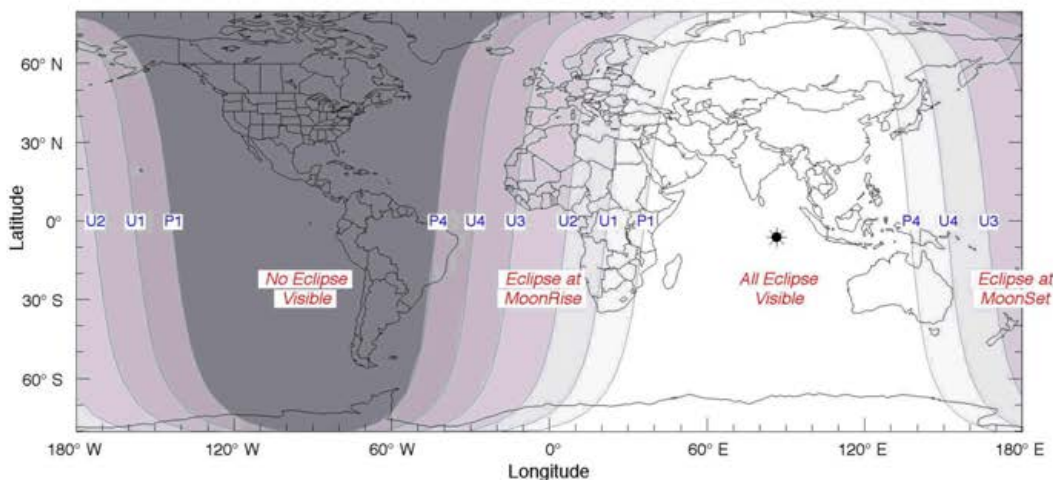 60° N
30° N
0°
30° S
60° S
Latitude
U2 U1 P1 P4 U4 U3 U2 U1 P1 P4 U4 U3
No Eclipse
Visible
Eclipse at
MoonRise
All Eclipse
Visible
Eclipse at
MoonSet
180° W 120° W 60° W 0° 60° E 120° E 180° E
Longitude